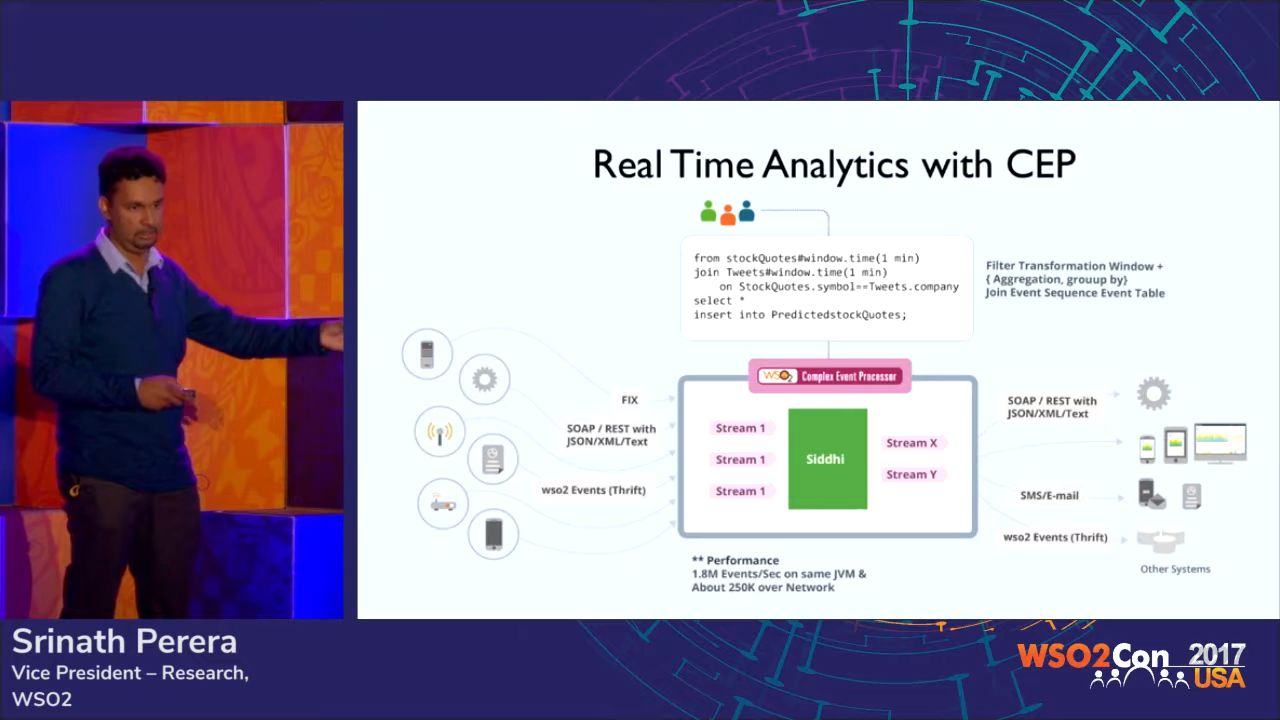 Real Time Analytics with CEP
from stockQuotes#window.time(1 min)
join Tweets#window.time(1 min)
on StockQuotes.symbol==Tweets.company
select *
insert into PredictedstockQuotes;
Filter Transformation Window +
{ Aggregation, grouup by}
Join Event Sequence Event Table
WSO2 Complex Event Processer
FIX
SOAP / REST with
JSON/XML/Text
wso2 Events (Thrift)
Stream 1
Stream 1
Stream 1
Siddhi
Stream X
Stream Y
SOAP / REST with
JSON/XML/Text
SMS/E-mail
wso2 Events (Thrift)
Other Systems
** Performance
1.8M Events/Sec on same JVM &
About 250K over Network
Srinath Perera
Vice President – Research,
WSO2
WSO2Con 2017
USA